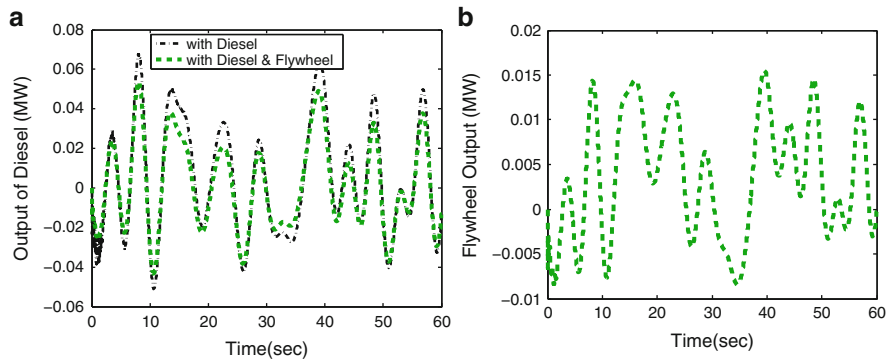 a
0.08
0.06
0.04
0.02
0
−0.02
−0.04
−0.06
Output of Diesel (MW)
with Diesel
with Diesel & Flywheel
0 10 20 30 40 50 60
Time(sec)
b
0.02
0.015
0.01
0.005
0
−0.005
−0.01
Flywheel Output (MW)
0 10 20 30 40 50 60
Time(sec)